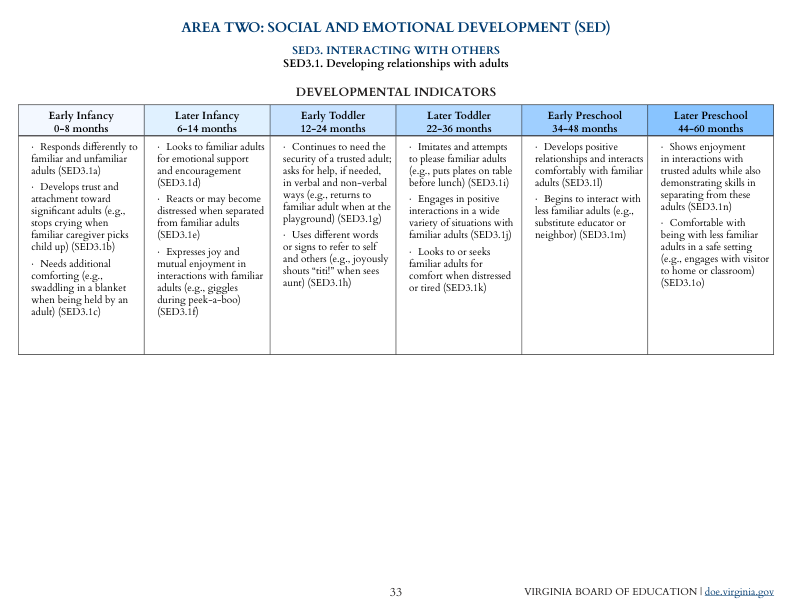 AREA TWO: SOCIAL AND EMOTIONAL DEVELOPMENT (SED)
SED3. INTERACTING WITH OTHERS
SED3.1. Developing relationships with adults
DEVELOPMENTAL INDICATORS
Early Infancy
0–8 months
· Responds differently to
familiar and unfamiliar
adults (SED3.1a)
· Develops trust and
attachment toward
significant adults (e.g.,
stops crying when
familiar caregiver picks
child up) (SED3.1b)
· Needs additional
comforting (e.g.,
swaddling in a blanket
when being held by an
adult) (SED3.1c)
Later Infancy
6–14 months
· Looks to familiar adults
for emotional support
and encouragement
(SED3.1d)
· Reacts or may become
distressed when separated
from familiar adults
(SED3.1e)
· Expresses joy and
mutual enjoyment in
interactions with familiar
adults (e.g., giggles
during peek-a-boo)
(SED3.1f)
Early Toddler
12–24 months
· Continues to need the
security of a trusted adult;
asks for help, if needed,
in verbal and non-verbal
ways (e.g., returns to
familiar adult when at the
playground) (SED3.1g)
· Uses different words
or signs to refer to self
and others (e.g., joyously
shouts “titi!” when sees
aunt) (SED3.1h)
Later Toddler
22–36 months
· Imitates and attempts
to please familiar adults
(e.g., puts plates on table
before lunch) (SED3.1i)
· Engages in positive
interactions in a wide
variety of situations with
familiar adults (SED3.1j)
· Looks to or seeks
familiar adults for
comfort when distressed
or tired (SED3.1k)
Early Preschool
34–48 months
· Develops positive
relationships and interacts
comfortably with familiar
adults (SED3.1l)
· Begins to interact with
less familiar adults (e.g.,
substitute educator or
neighbor) (SED3.1m)
Later Preschool
44–60 months
· Shows enjoyment
in interactions with
trusted adults while also
demonstrating skills in
separating from these
adults (SED3.1n)
· Comfortable with
being with less familiar
adults in a safe setting
(e.g., engages with visitor
to home or classroom)
(SED3.1o)
33
VIRGINIA BOARD OF EDUCATION | doe.virginia.gov